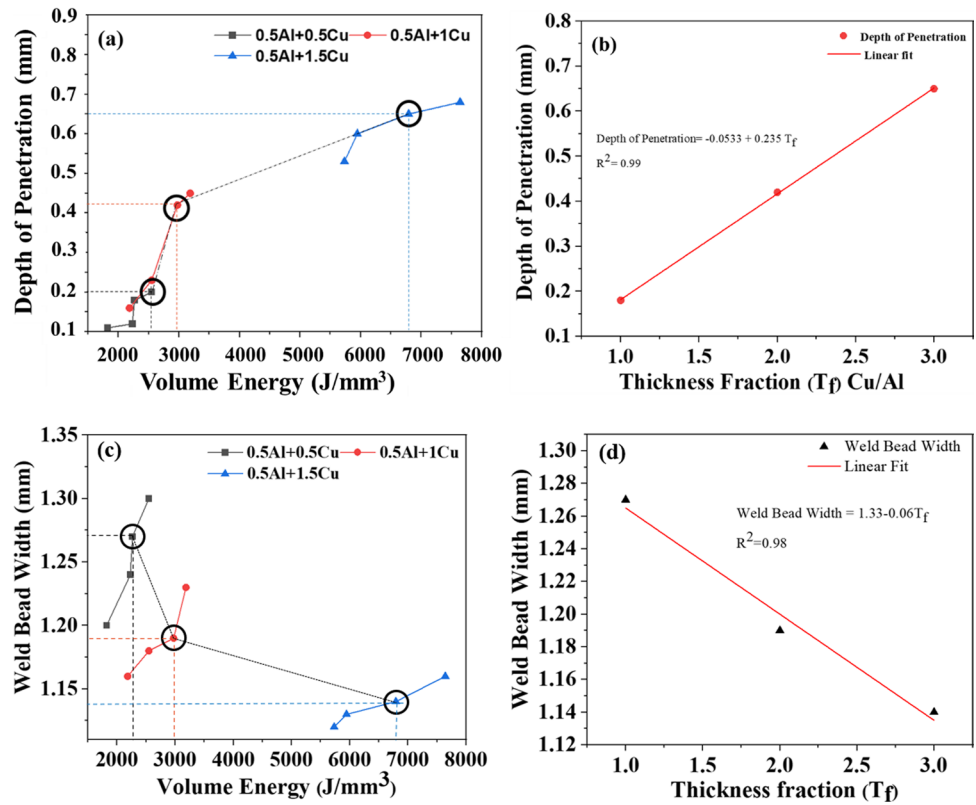 (a)
0.5Al+0.5Cu
0.5Al+1Cu
0.5Al+1.5Cu
0.9
0.8
0.7
0.6
0.5
0.4
0.3
0.2
0.1
Depth of Penetration (mm)
2000 3000 4000 5000 6000 7000 8000
Volume Energy (J/mm³)
(b)
Depth of Penetration
Linear fit
Depth of Penetration= -0.0533 + 0.235 Tf
R²= 0.99
0.8
0.7
0.6
0.5
0.4
0.3
0.2
0.1
Depth of Penetration (mm)
1.0 1.5 2.0 2.5 3.0
Thickness Fraction (Tf) Cu/Al
(c)
0.5Al+0.5Cu
0.5Al+1Cu
0.5Al+1.5Cu
1.35
1.30
1.25
1.20
1.15
Weld Bead Width (mm)
2000 3000 4000 5000 6000 7000 8000
Volume Energy (J/mm³)
(d)
Weld Bead Width
Linear Fit
Weld Bead Width = 1.33-0.06Tf
R²=0.98
1.30
1.28
1.26
1.24
1.22
1.20
1.18
1.16
1.14
1.12
Weld Bead Width (mm)
1.0 1.5 2.0 2.5 3.0
Thickness fraction (Tf)